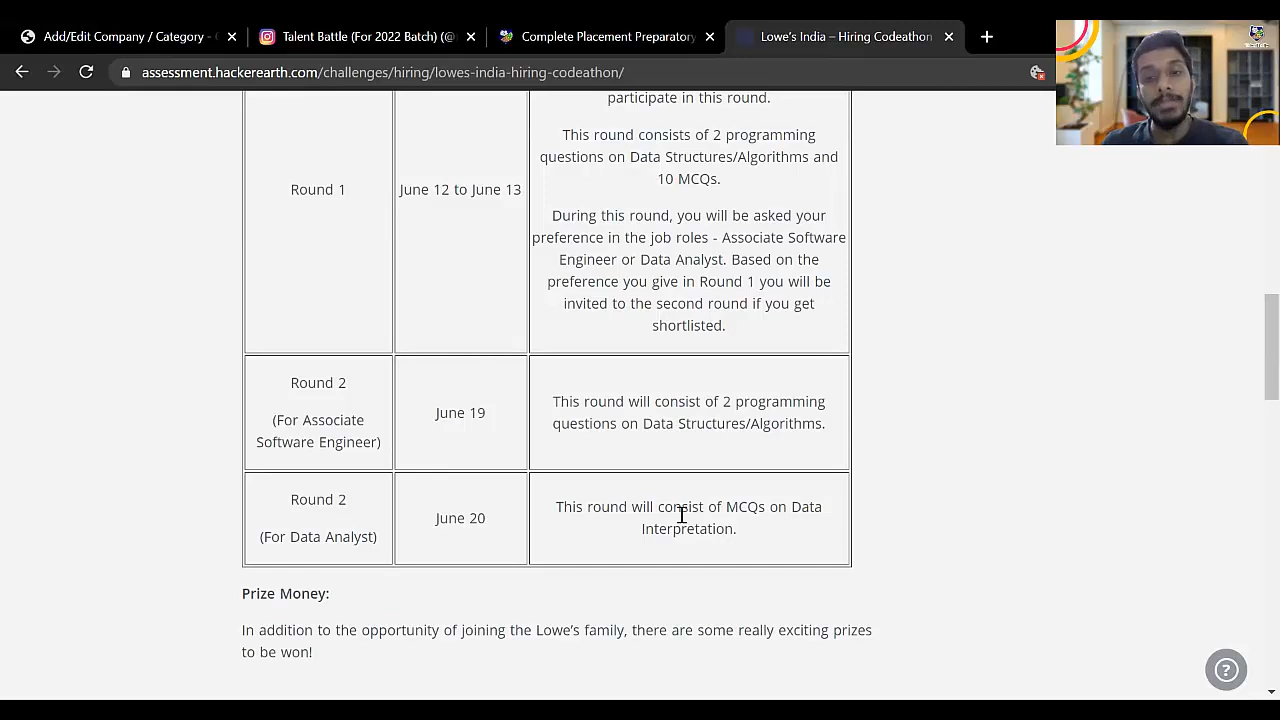 Add/Edit Company / Category -
Talent Battle (For 2022 Batch) (@
Complete Placement Preparatory
Lowe's India – Hiring Codeathon
assessment.hackerearth.com/challenges/hiring/lowes-india-hiring-codeathon/
participate in this round.
This round consists of 2 programming
questions on Data Structures/Algorithms and
10 MCQs.
Round 1
June 12 to June 13
During this round, you will be asked your
preference in the job roles - Associate Software
Engineer or Data Analyst. Based on the
preference you give in Round 1 you will be
invited to the second round if you get
shortlisted.
Round 2
(For Associate
Software Engineer)
June 19
This round will consist of 2 programming
questions on Data Structures/Algorithms.
Round 2
(For Data Analyst)
June 20
This round will consist of MCQs on Data
Interpretation.
Prize Money:
In addition to the opportunity of joining the Lowe's family, there are some really exciting prizes
to be won!